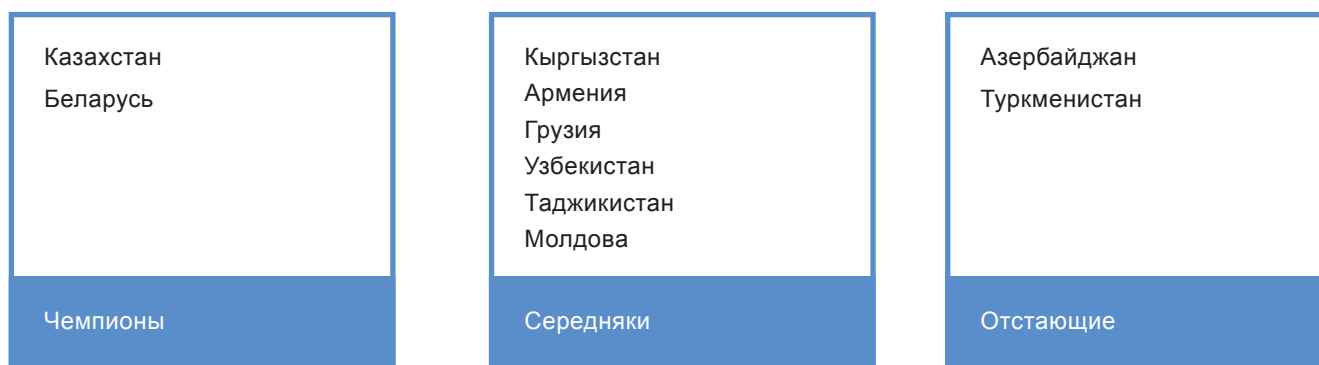 Казахстан
Беларусь
Чемпионы
Кыргызстан
Армения
Грузия
Узбекистан
Таджикистан
Молдова
Середняки
Азербайджан
Туркменистан
Отстающие